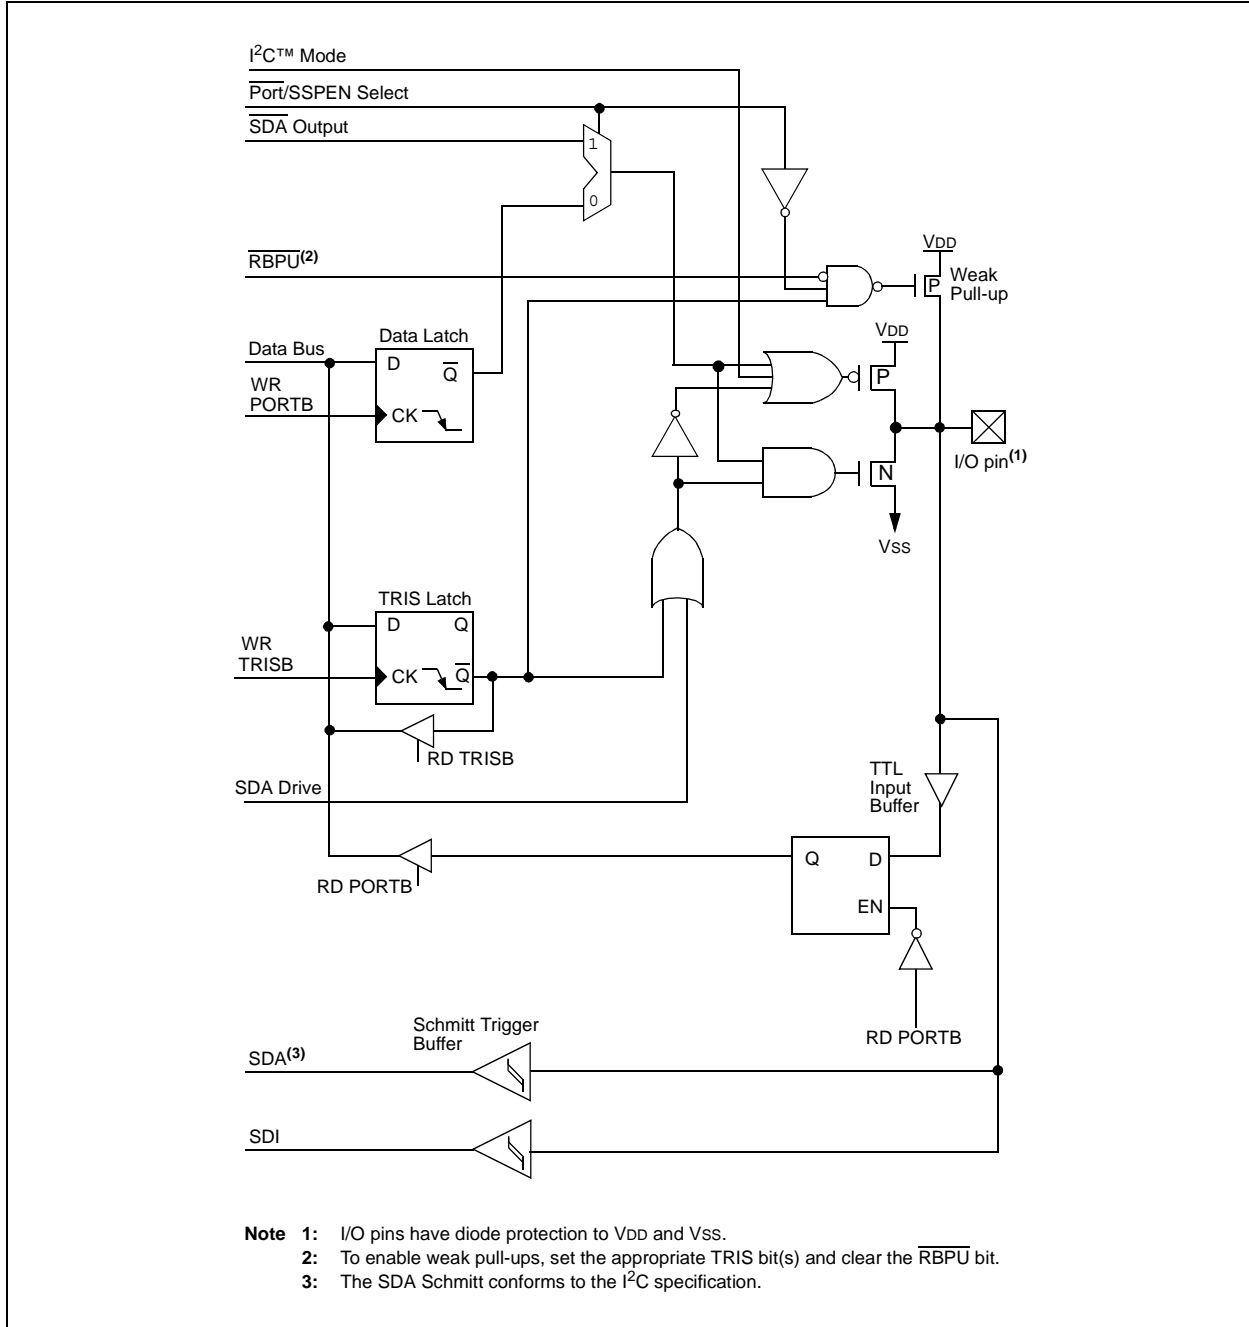 I²C™ Mode
P̅o̅r̅t̅/SSPEN Select
S̅D̅A̅ Output
1
0
R̅B̅P̅U̅(2)
VDD
P
Weak
Pull-up
Data Latch
Data Bus
D
Q̅
WR
PORTB
CK
VDD
P
I/O pin(1)
N
VSS
TRIS Latch
D
Q
WR
TRISB
CK
Q̅
RD TRISB
SDA Drive
TTL
Input
Buffer
Q
D
EN
RD PORTB
RD PORTB
Schmitt Trigger
Buffer
SDA(3)
SDI
Note 1: I/O pins have diode protection to VDD and VSS.
2: To enable weak pull-ups, set the appropriate TRIS bit(s) and clear the R̅B̅P̅U̅ bit.
3: The SDA Schmitt conforms to the I²C specification.